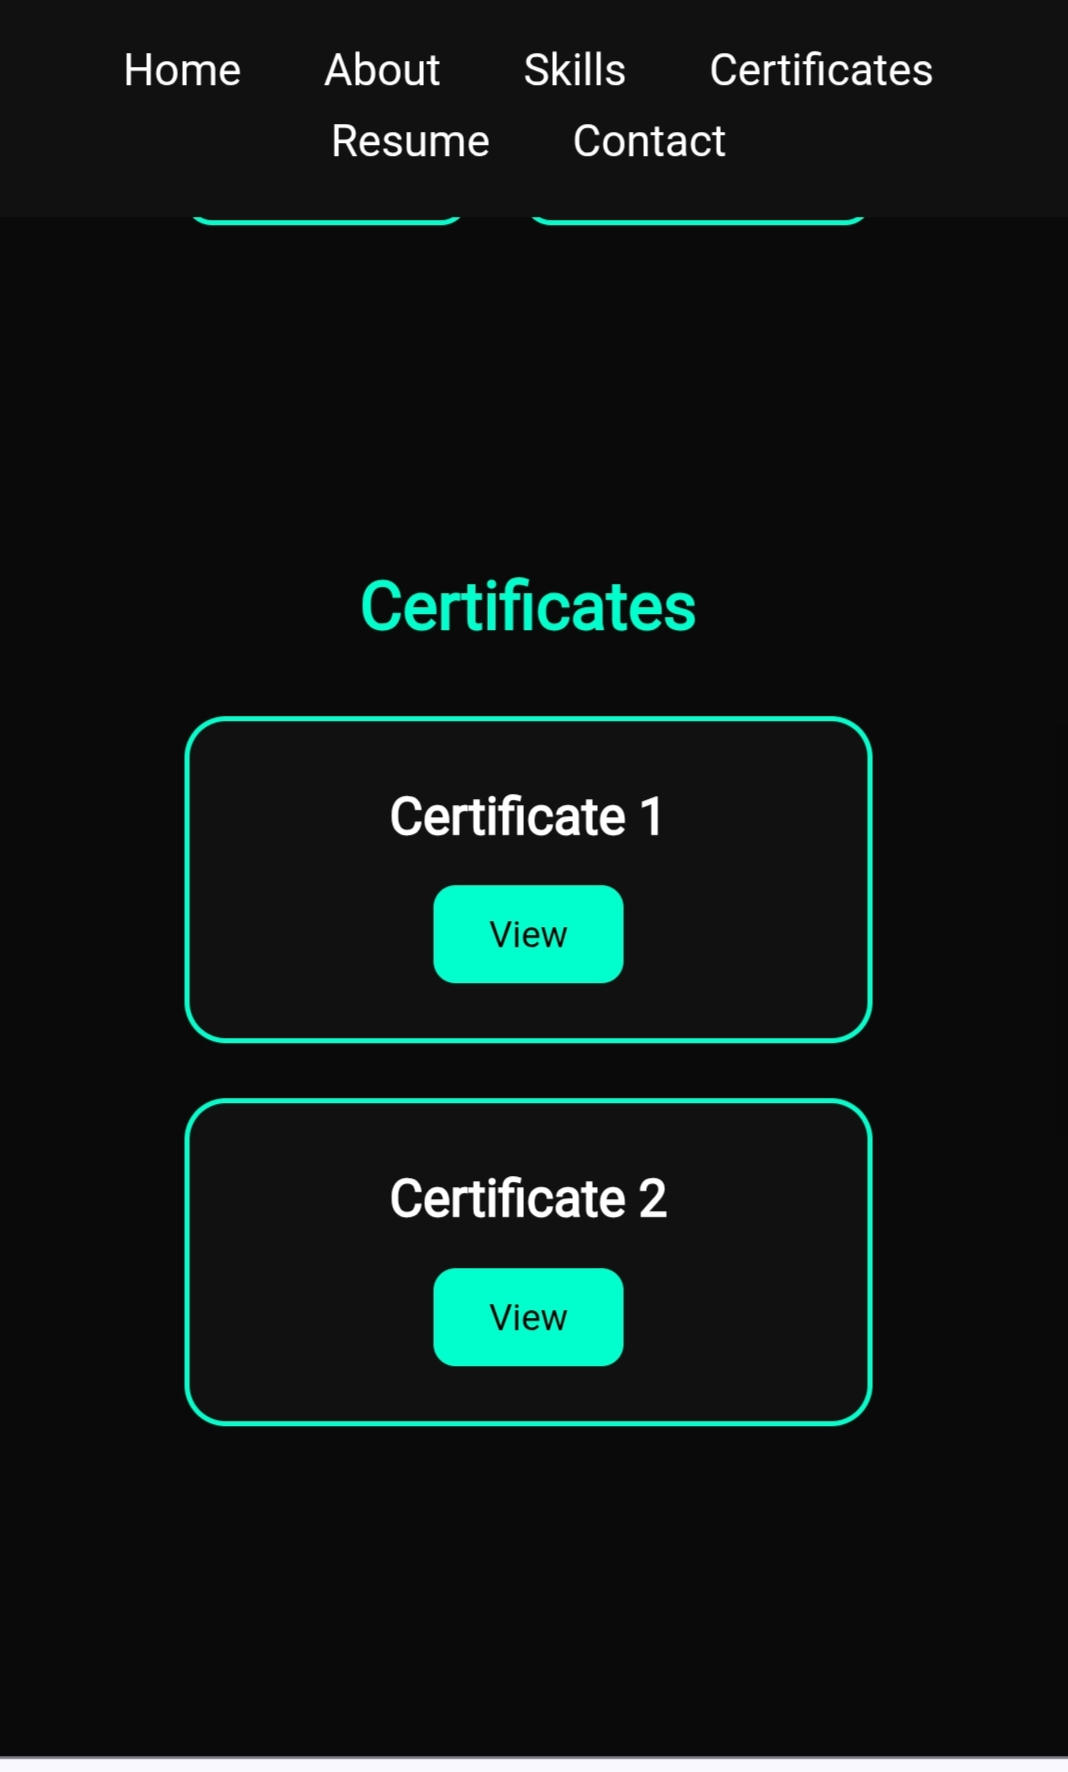 Home About Skills Certificates
Resume Contact
Certificates
Certificate 1
View
Certificate 2
View